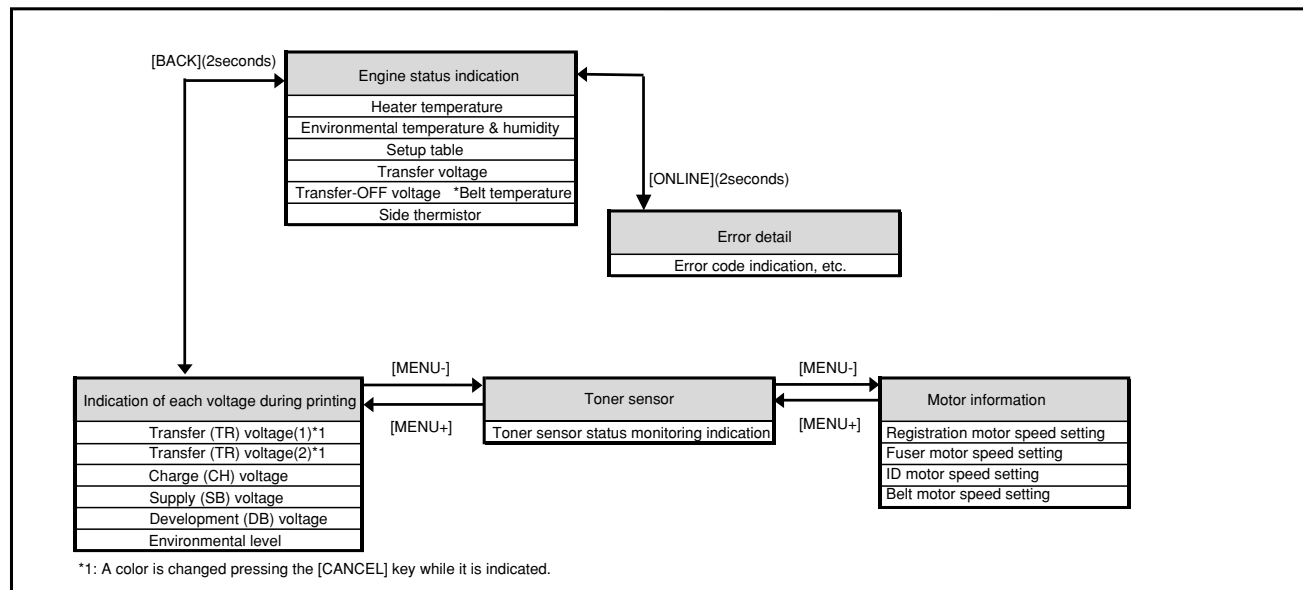 [BACK](2seconds)
Engine status indication
Heater temperature
Environmental temperature & humidity
Setup table
Transfer voltage
Transfer-OFF voltage *Belt temperature
Side thermistor
[ONLINE](2seconds)
Error detail
Error code indication, etc.
Indication of each voltage during printing
Transfer (TR) voltage(1)*1
Transfer (TR) voltage(2)*1
Charge (CH) voltage
Supply (SB) voltage
Development (DB) voltage
Environmental level
[MENU-]
[MENU+]
Toner sensor
Toner sensor status monitoring indication
[MENU-]
[MENU+]
Motor information
Registration motor speed setting
Fuser motor speed setting
ID motor speed setting
Belt motor speed setting
*1: A color is changed pressing the [CANCEL] key while it is indicated.